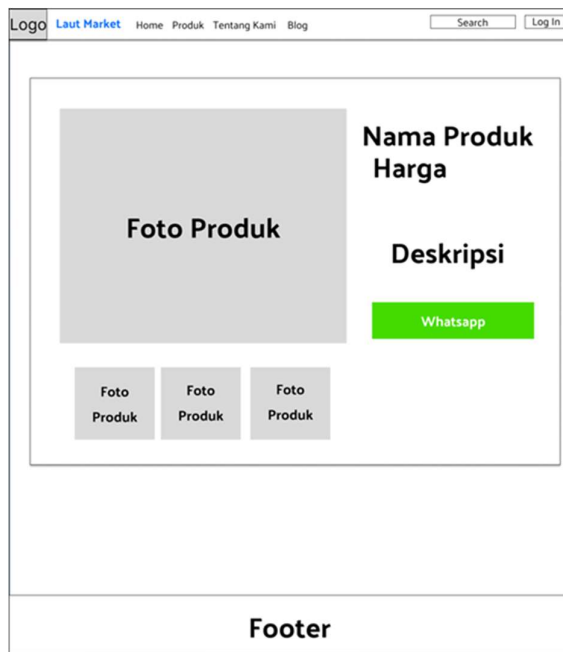 Logo Laut Market Home Produk Tentang Kami Blog Search Log In
Foto Produk
Nama Produk
Harga
Deskripsi
Whatsapp
Foto
Produk
Foto
Produk
Foto
Produk
Footer